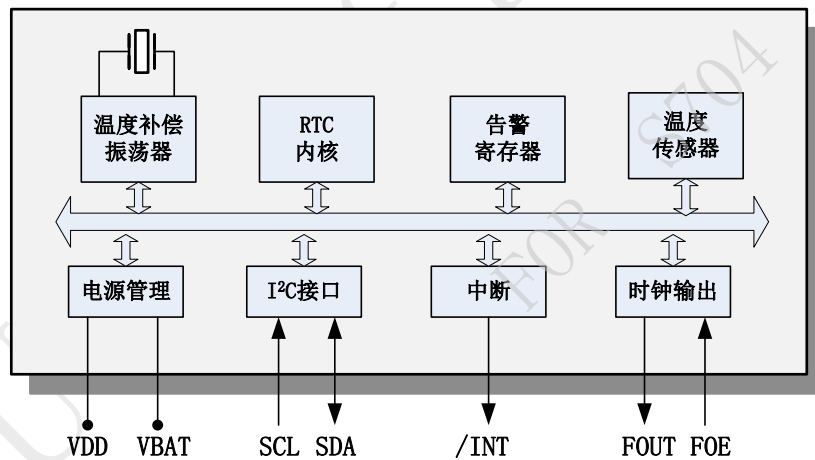 温度补偿
振荡器
RTC
内核
告警
寄存器
温度
传感器
电源管理
I²C接口
中断
时钟输出
VDD VBAT SCL SDA /INT FOUT FOE
FOR
S704